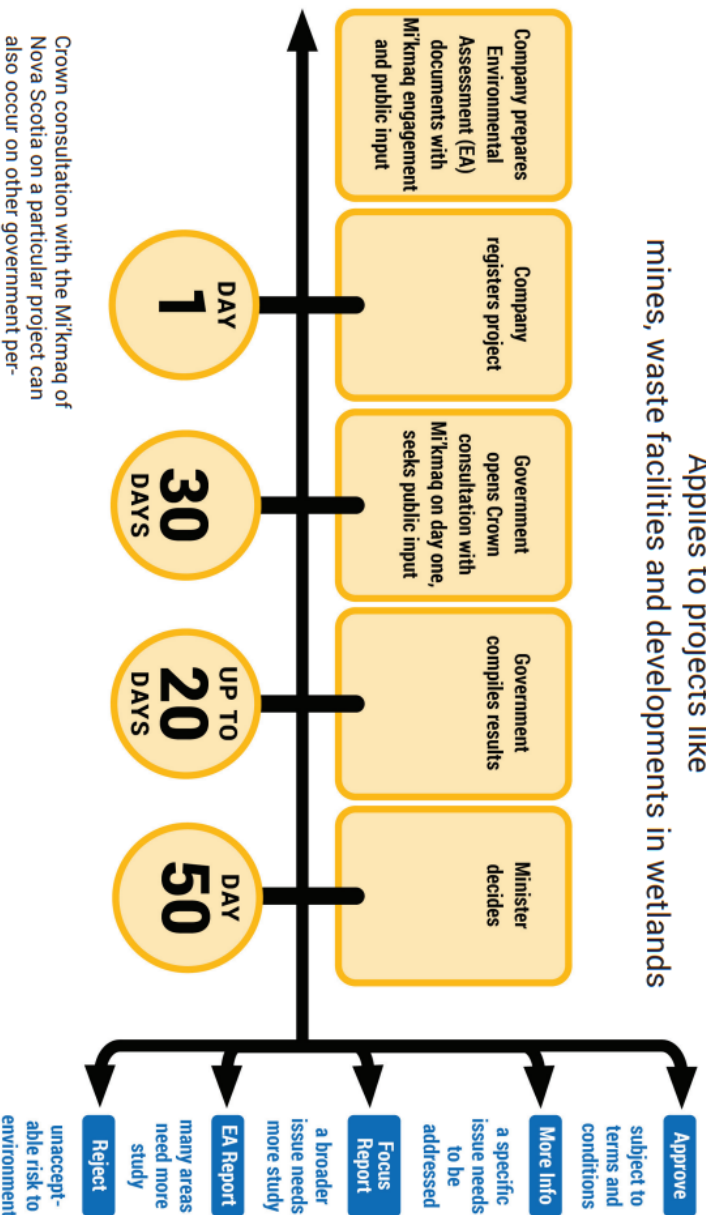 Applies to projects like
mines, waste facilities and developments in wetlands
Company prepares
Environmental
Assessment (EA)
documents with
Mi'kmaq engagement
and public input
Company
registers project
Government
opens Crown
consultation with
Mi'kmaq on day one,
seeks public input
Government
compiles results
Minister
decides
DAY
1
30
DAYS
UP TO
20
DAYS
DAY
50
Approve
subject to
terms and
conditions
More Info
a specific
issue needs
to be
addressed
Focus
Report
a broader
issue needs
more study
EA Report
many areas
need more
study
Reject
unaccept-
able risk to
environment
Crown consultation with the Mi'kmaq of
Nova Scotia on a particular project can
also occur on other government per-